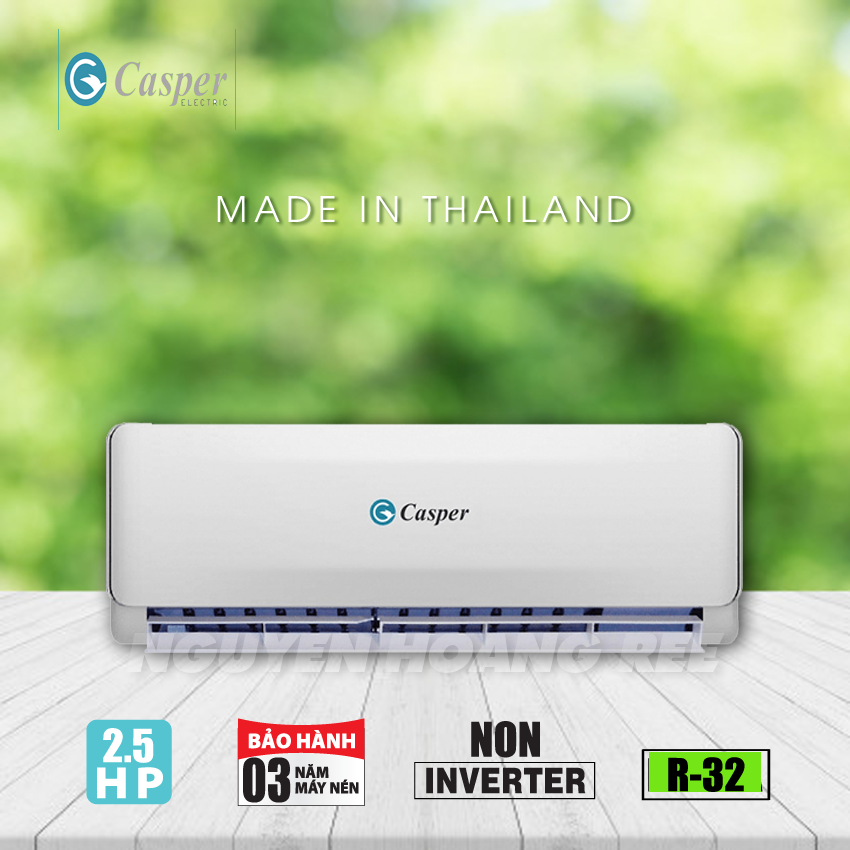 Casper
ELECTRIC
MADE IN THAILAND
Casper
NGUYEN HOANG REE
2.5
HP
BẢO HÀNH
03 NĂM
MÁY NÉN
NON
INVERTER
R-32